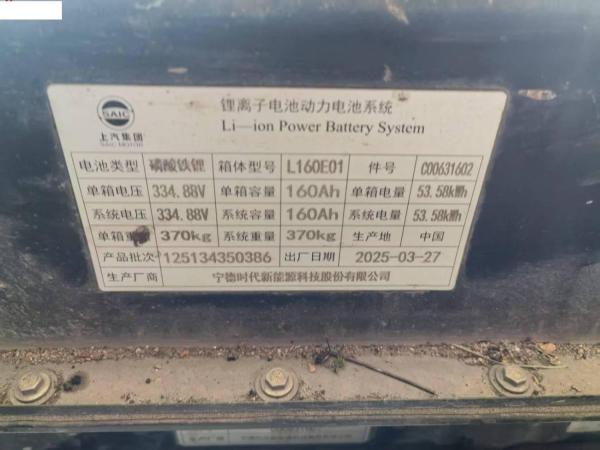 SAIC
上汽集团
SAIC MOTOR
锂离子电池动力电池系统
Li—ion Power Battery System
电池类型 磷酸铁锂 箱体型号 L160E01 件号 C00631602
单箱电压 334.88V 单箱容量 160Ah 单箱电量 53.58kWh
系统电压 334.88V 系统容量 160Ah 系统电量 53.58kWh
单箱重 370kg 系统重量 370kg 生产地 中国
产品批次 125134350386 出厂日期 2025-03-27
生产厂商 宁德时代新能源科技股份有限公司